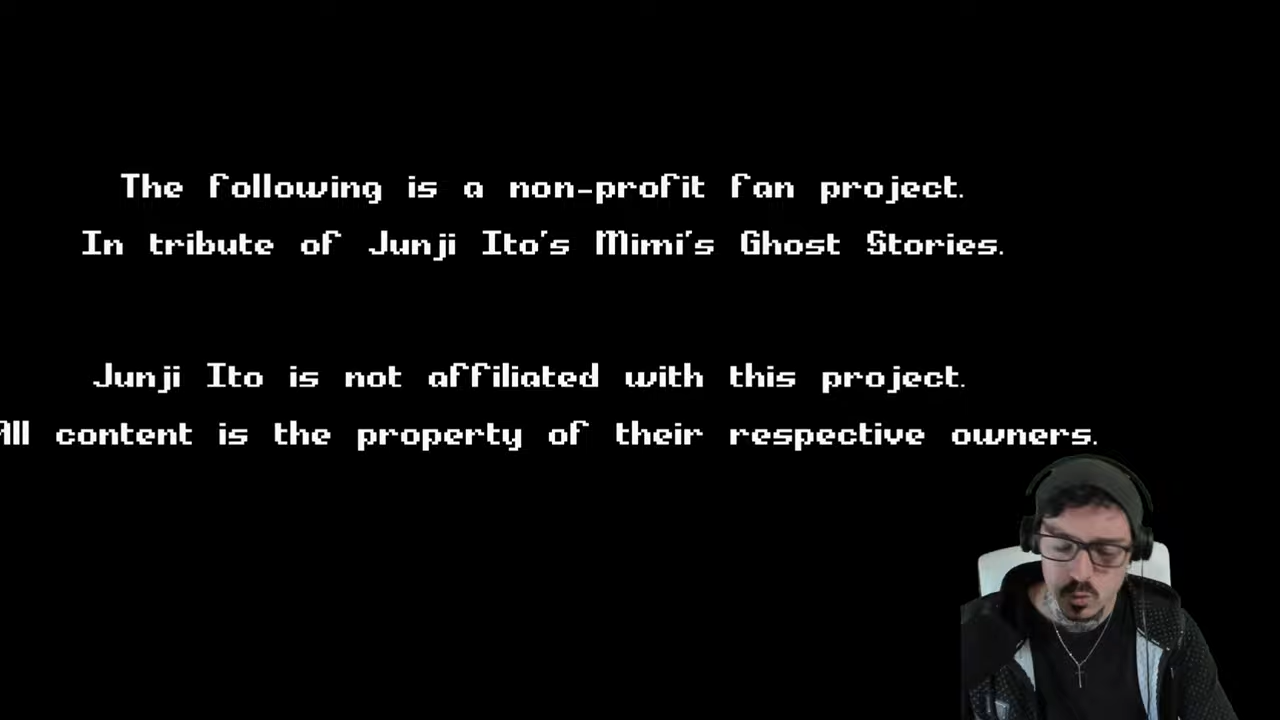 The following is a non-profit fan project.
In tribute of Junji Ito's Mimi's Ghost Stories.
Junji Ito is not affiliated with this project.
All content is the property of their respective owners.